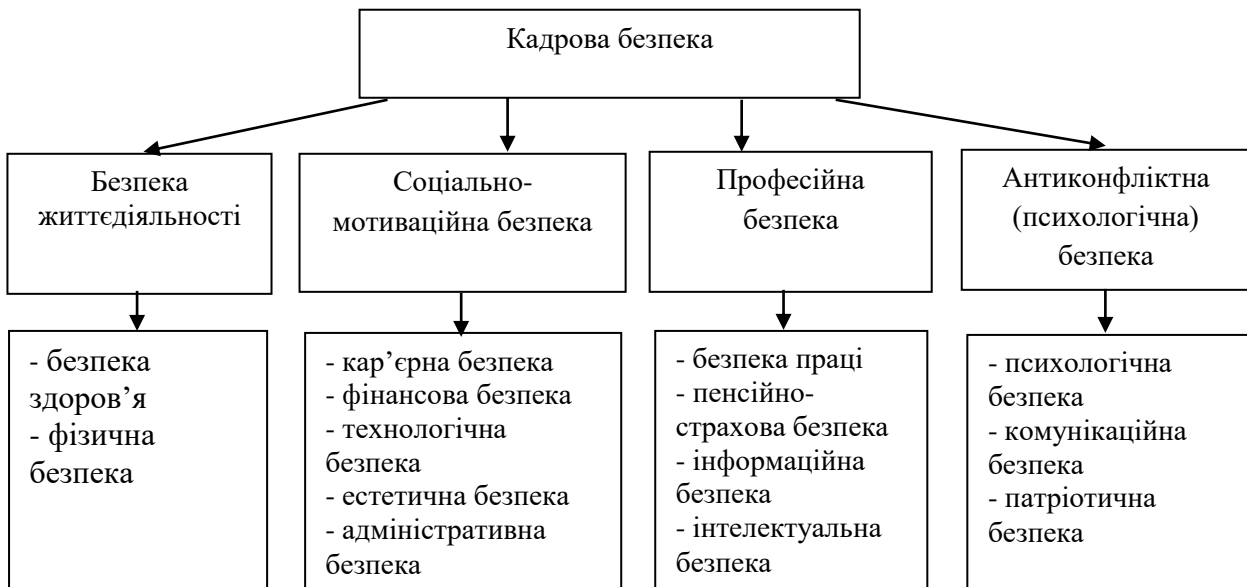 Кадрова безпека
Безпека
життєдіяльності
Соціально-
мотиваційна безпека
Професійна
безпека
Антиконфліктна
(психологічна)
безпека
- безпека
здоров’я
- фізична
безпека
- кар’єрна безпека
- фінансова безпека
- технологічна
безпека
- естетична безпека
- адміністративна
безпека
- безпека праці
- пенсійно-
страхова безпека
- інформаційна
безпека
- інтелектуальна
безпека
- психологічна
безпека
- комунікаційна
безпека
- патріотична
безпека